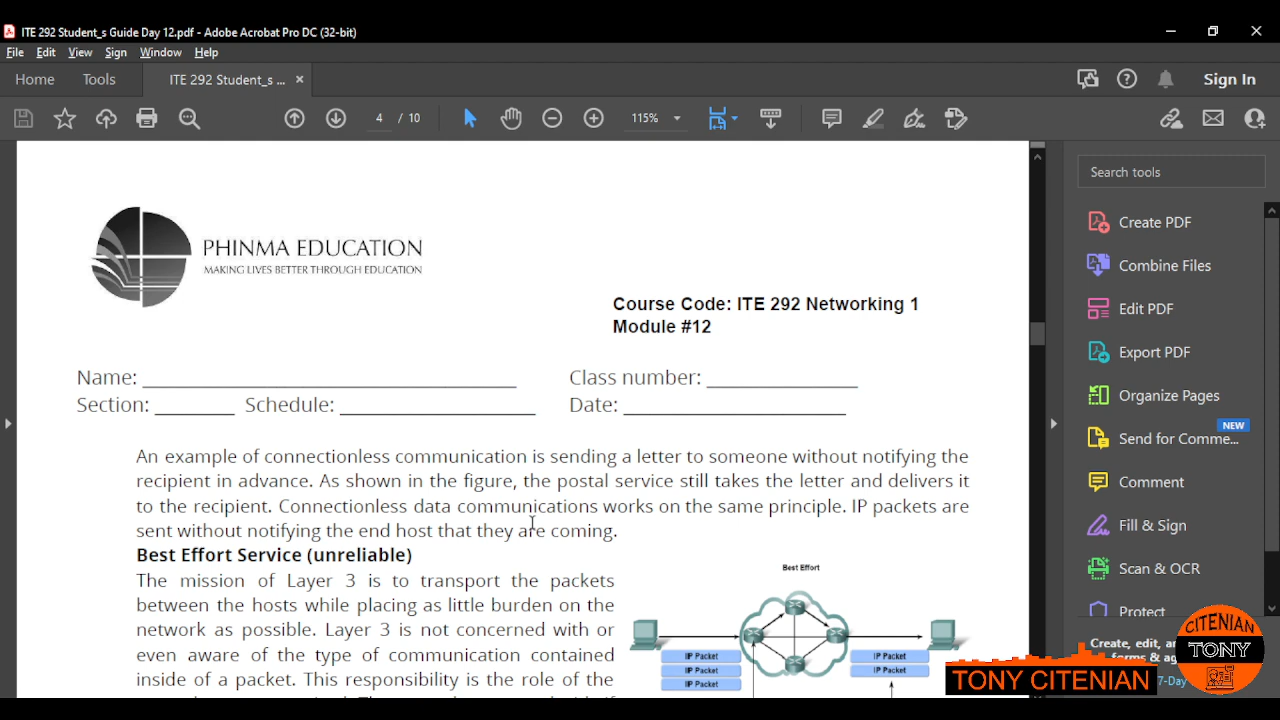 ITE 292 Student_s Guide Day 12.pdf - Adobe Acrobat Pro DC (32-bit)
File Edit View Sign Window Help
Home Tools ITE 292 Student_s ... × Sign In
4 / 10 115%
Search tools
PHINMA EDUCATION
MAKING LIVES BETTER THROUGH EDUCATION
Course Code: ITE 292 Networking 1
Module #12
Name: ___ Class number: ___
Section: ___ Schedule: ___ Date: ___
An example of connectionless communication is sending a letter to someone without notifying the
recipient in advance. As shown in the figure, the postal service still takes the letter and delivers it
to the recipient. Connectionless data communications works on the same principle. IP packets are
sent without notifying the end host that they are coming.
Best Effort Service (unreliable)
The mission of Layer 3 is to transport the packets
between the hosts while placing as little burden on the
network as possible. Layer 3 is not concerned with or
even aware of the type of communication contained
inside of a packet. This responsibility is the role of the
Best Effort
IP Packet IP Packet
IP Packet IP Packet
IP Packet
Create PDF
Combine Files
Edit PDF
Export PDF
Organize Pages
NEW
Send for Comme...
Comment
Fill & Sign
Scan & OCR
Protect
Create, edit,
forms & ag
7-Day
CITENIAN
TONY
TONY CITENIAN